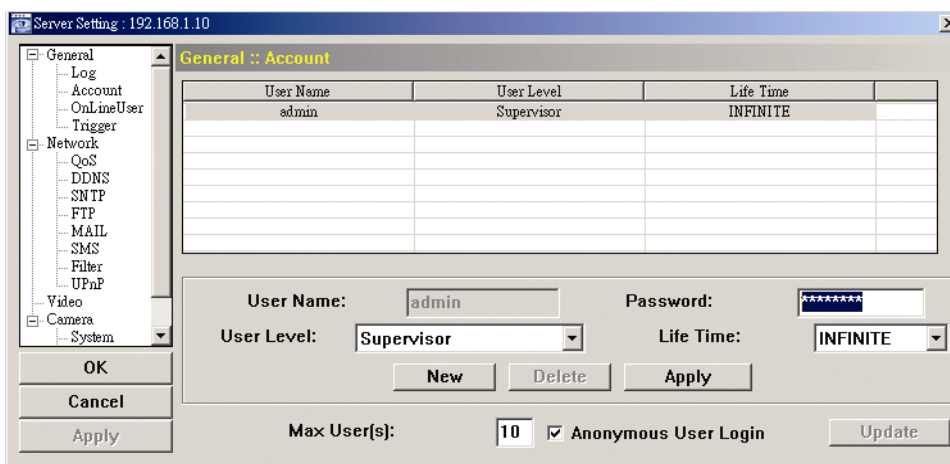 Server Setting : 192.168.1.10
General
Log
Account
OnLineUser
Trigger
Network
QoS
DDNS
SNTP
FTP
MAIL
SMS
Filter
UPnP
Video
Camera
System
OK
Cancel
Apply
General :: Account
User Name User Level Life Time
admin Supervisor INFINITE
User Name: admin Password: ********
User Level: Supervisor Life Time: INFINITE
New Delete Apply
Max User(s): 10 Anonymous User Login Update